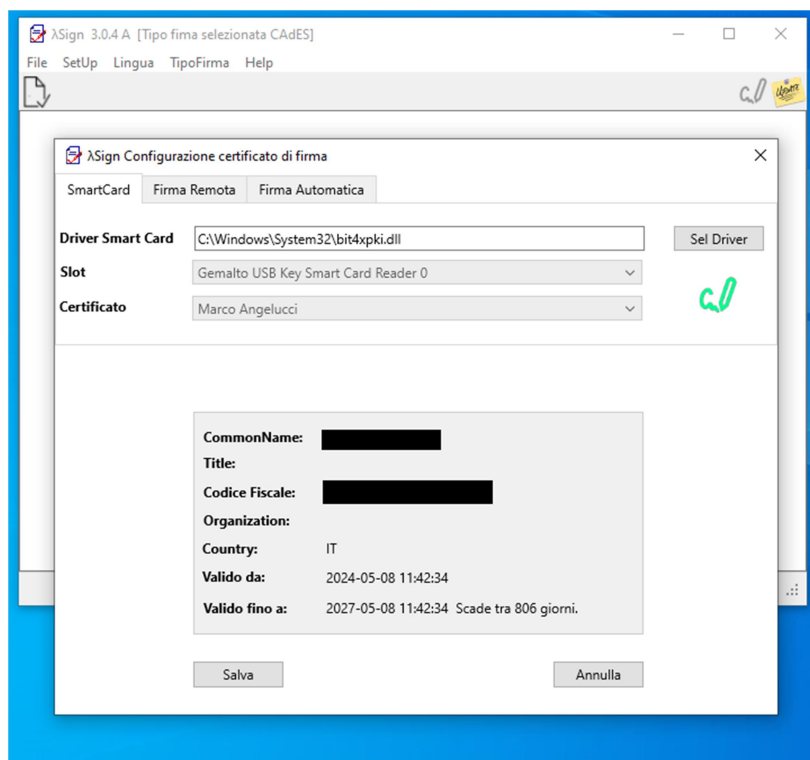 λSign 3.0.4 A [Tipo fima selezionata CAdES]
File SetUp Lingua TipoFirma Help
Update
λSign Configurazione certificato di firma
SmartCard Firma Remota Firma Automatica
Driver Smart Card C:\Windows\System32\bit4xpki.dll Sel Driver
Slot Gemalto USB Key Smart Card Reader 0
Certificato Marco Angelucci
CommonName:
Title:
Codice Fiscale:
Organization:
Country: IT
Valido da: 2024-05-08 11:42:34
Valido fino a: 2027-05-08 11:42:34 Scade tra 806 giorni.
Salva Annulla